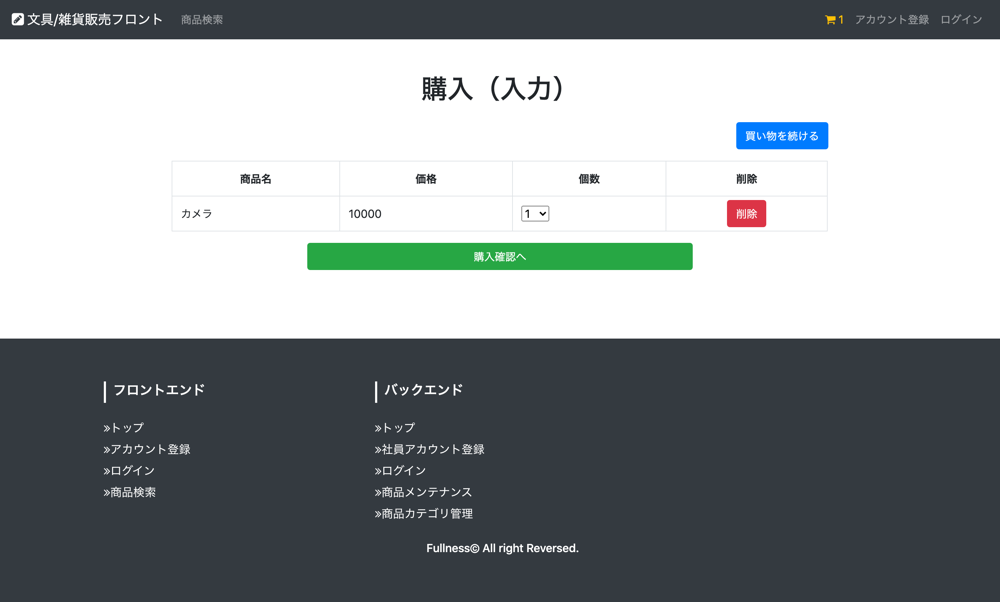 文具/雑貨販売フロント 商品検索 1 アカウント登録 ログイン
購入（入力）
買い物を続ける
商品名 価格 個数 削除
カメラ 10000 1 削除
購入確認へ
フロントエンド
»トップ
»アカウント登録
»ログイン
»商品検索
バックエンド
»トップ
»社員アカウント登録
»ログイン
»商品メンテナンス
»商品カテゴリ管理
Fullness© All right Reversed.